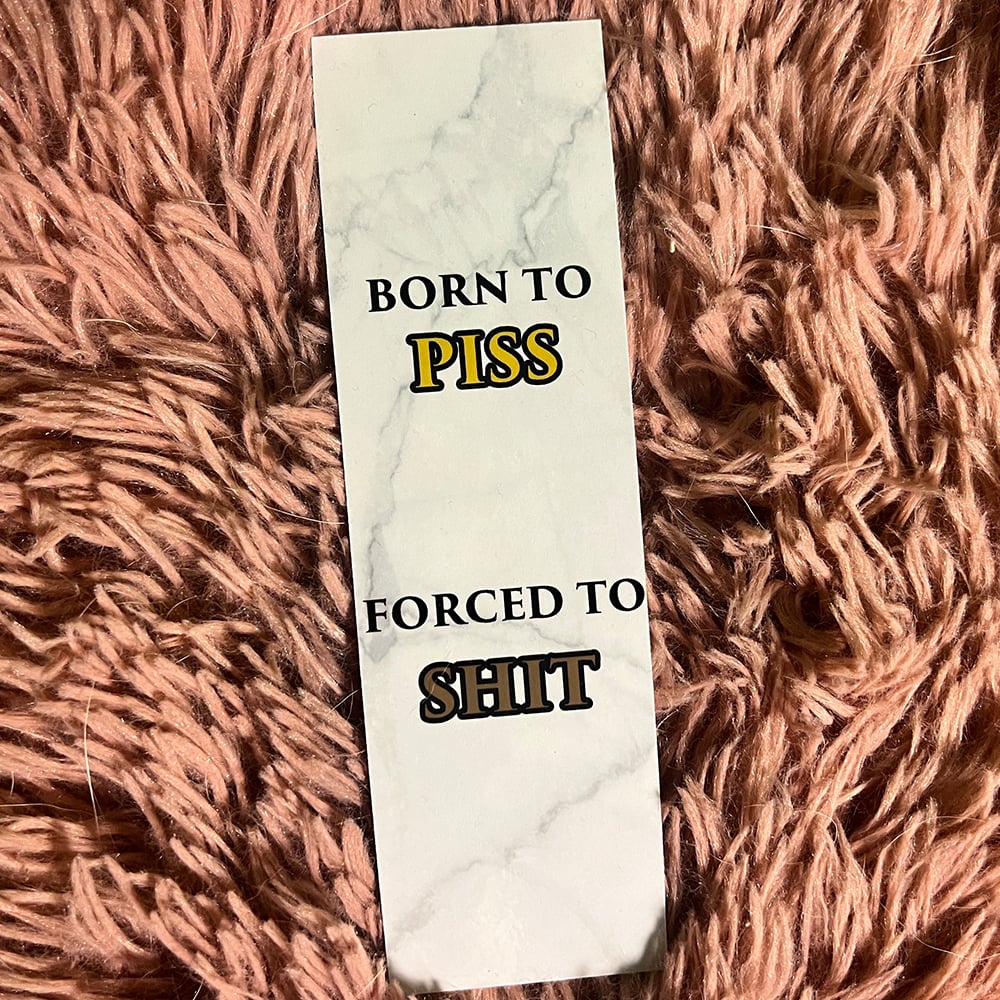 BORN TO
PISS
FORCED TO
SHIT